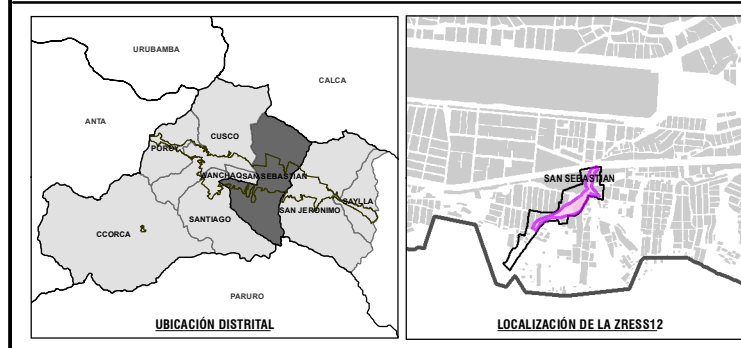 URUBAMBA
CALCA
ANTA
CUSCO
POROY
WANCHAQ
SAN SEBASTIAN
SAYLLA
SAN JERONIMO
SANTIAGO
CCORCA
PARURO
UBICACIÓN DISTRITAL
SAN SEBASTIAN
LOCALIZACIÓN DE LA ZRESS12